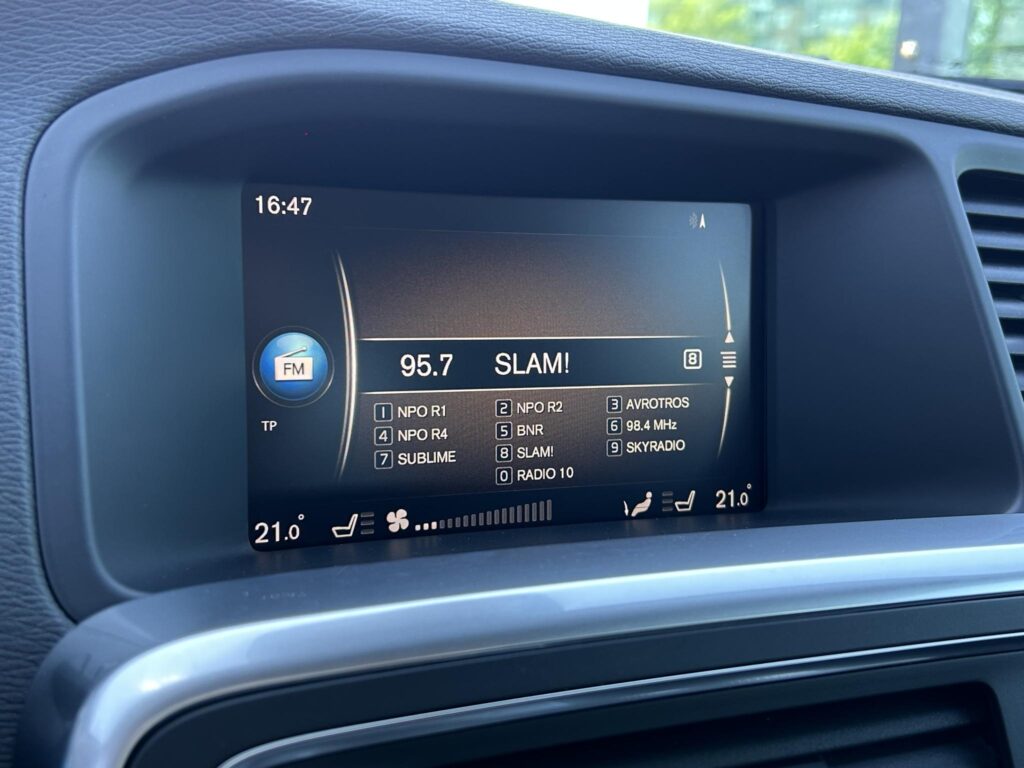 16:47
FM
TP
95.7 SLAM! 8
1 NPO R1 2 NPO R2 3 AVROTROS
4 NPO R4 5 BNR 6 98.4 MHz
7 SUBLIME 8 SLAM! 9 SKYRADIO
0 RADIO 10
21.0° 21.0°